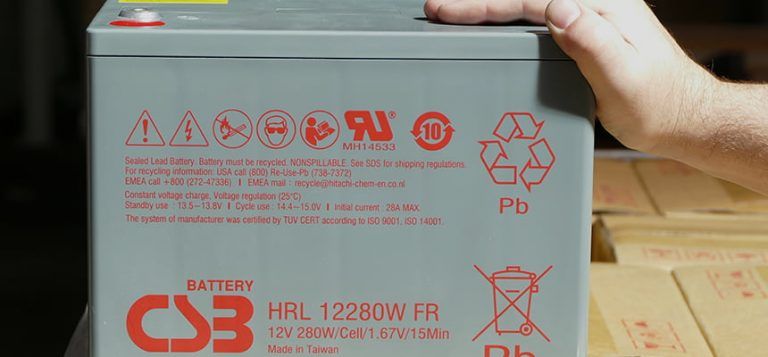 RU®
MH14533
10
Sealed Lead Battery. Battery must be recycled. NONSPILLABLE. See SDS for shipping regulations.
For recycling information: USA call (800) Re-Use-Pb (738-7372)
EMEA call +800 (272-47336) | EMEA mail : recycle@hitachi-chem-en.co.nl
Constant voltage charge, Voltage regulation (25°C)
Standby use : 13.5~13.8V | Cycle use : 14.4~15.0V | Initial current : 28A MAX.
The system of manufacturer was certified by TUV CERT according to ISO 9001, ISO 14001.
Pb
BATTERY
CSB
HRL 12280W FR
12V 280W/Cell/1.67V/15Min
Made in Taiwan
Pb